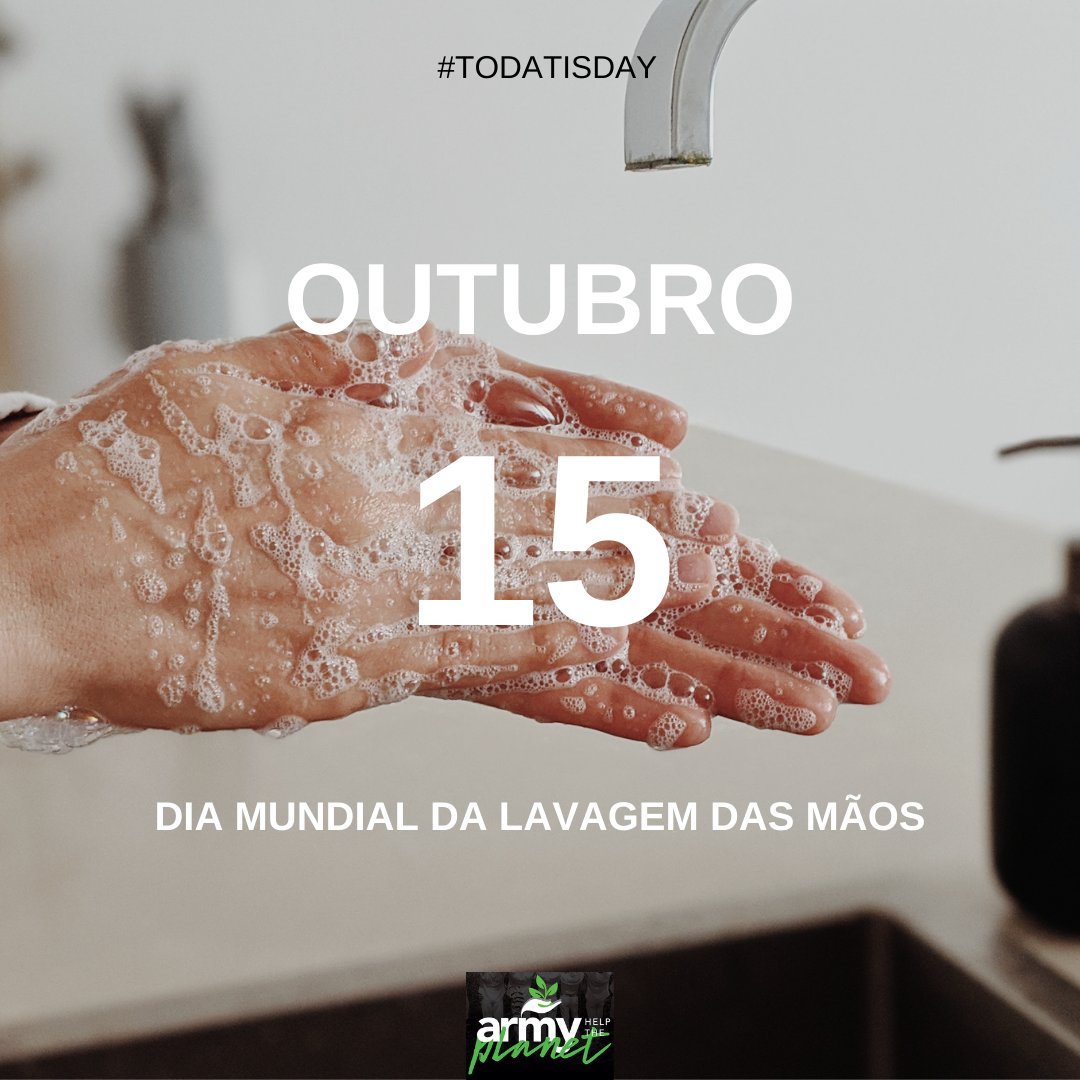 #TODATISDAY
OUTUBRO
15
DIA MUNDIAL DA LAVAGEM DAS MÃOS
army HELP THE
planet